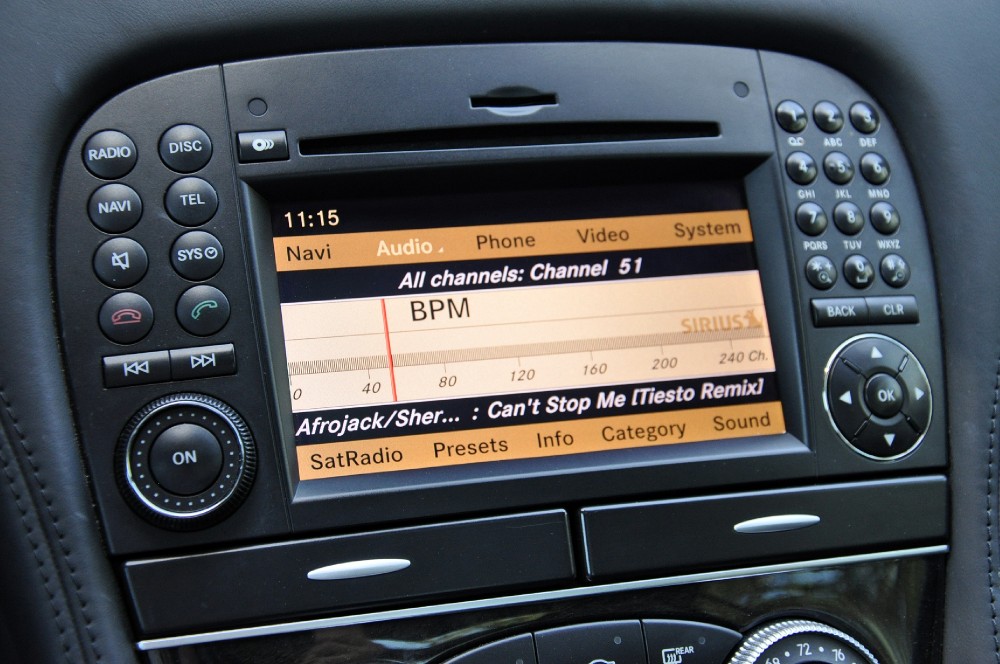 RADIO DISC
NAVI TEL
SYS
ON
11:15
Navi Audio Phone Video System
All channels: Channel 51
BPM
SIRIUS
0 40 80 120 160 200 240 Ch.
Afrojack/Sher... : Can't Stop Me [Tiesto Remix]
SatRadio Presets Info Category Sound
1 2 3
ABC DEF
4 5 6
GHI JKL MNO
7 8 9
PQRS TUV WXYZ
0
BACK CLR
OK
REAR
68 72 76